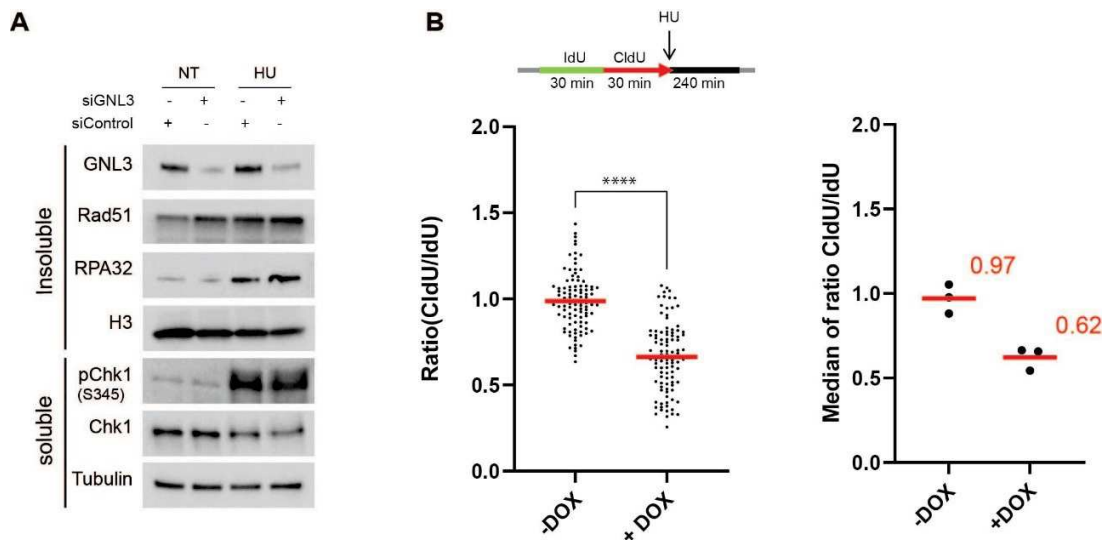 A
NT HU
siGNL3 - + - +
siControl + - + -
Insoluble
GNL3
Rad51
RPA32
H3
soluble
pChk1
(S345)
Chk1
Tubulin
B
HU
IdU CldU
30 min 30 min 240 min
Ratio(CldU/IdU)
2.0
1.5
1.0
0.5
0.0
****
-DOX + DOX
Median of ratio CldU/IdU
2.0
1.5
1.0
0.5
0.0
0.97
0.62
-DOX +DOX